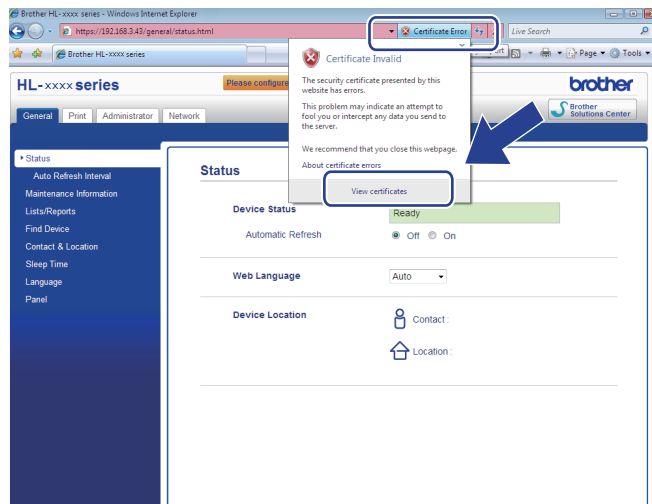 Brother HL-xxxx series - Windows Internet Explorer
https://192.168.3.43/general/status.html
Certificate Error
Live Search
Brother HL-xxxx series
Page
Tools
Certificate Invalid
The security certificate presented by this
website has errors.
This problem may indicate an attempt to
fool you or intercept any data you send to
the server.
We recommend that you close this webpage.
About certificate errors
View certificates
HL-xxxx series
Please configure
brother
General
Print
Administrator
Network
Brother
Solutions Center
Status
Auto Refresh Interval
Maintenance Information
Lists/Reports
Find Device
Contact & Location
Sleep Time
Language
Panel
Status
Device Status
Ready
Automatic Refresh
Off
On
Web Language
Auto
Device Location
Contact :
Location :